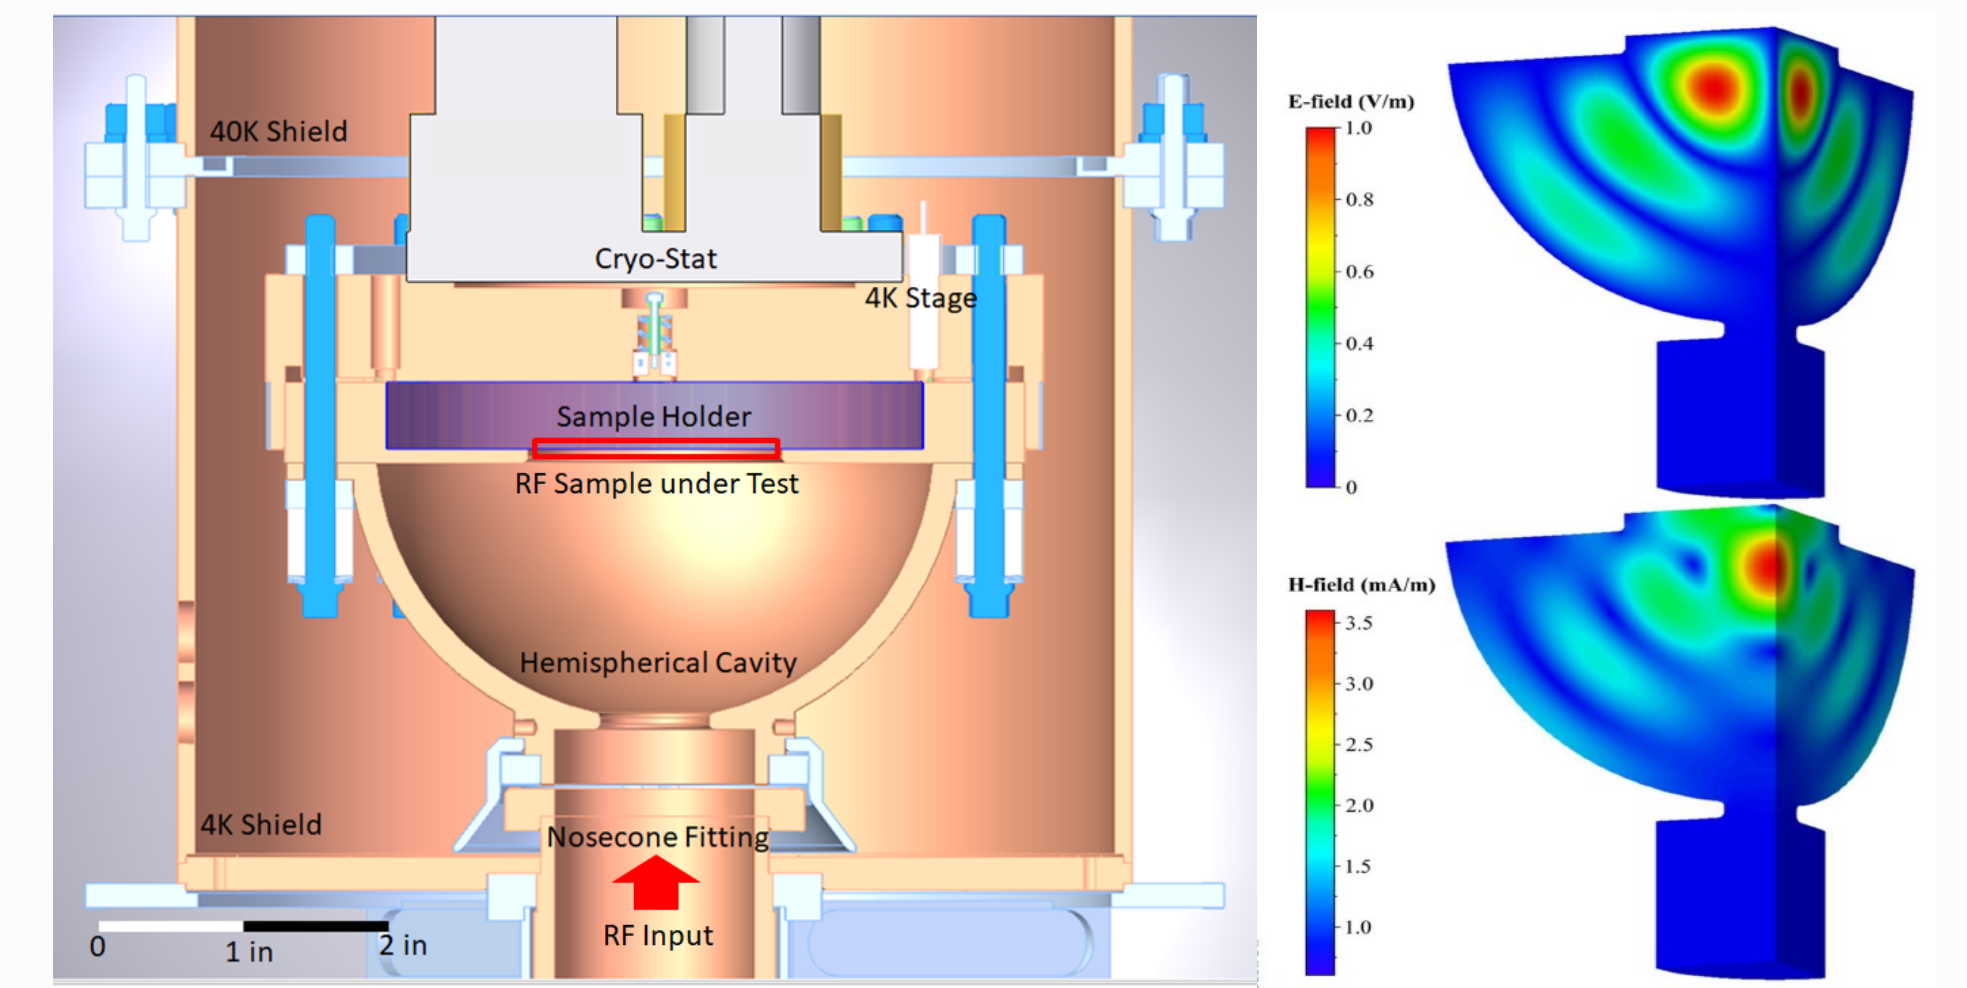 40K Shield
Cryo-Stat
4K Stage
Sample Holder
RF Sample under Test
Hemispherical Cavity
4K Shield
Nosecone Fitting
RF Input
0
1 in
2 in
E-field (V/m)
1.0
0.8
0.6
0.4
0.2
0
H-field (mA/m)
3.5
3.0
2.5
2.0
1.5
1.0